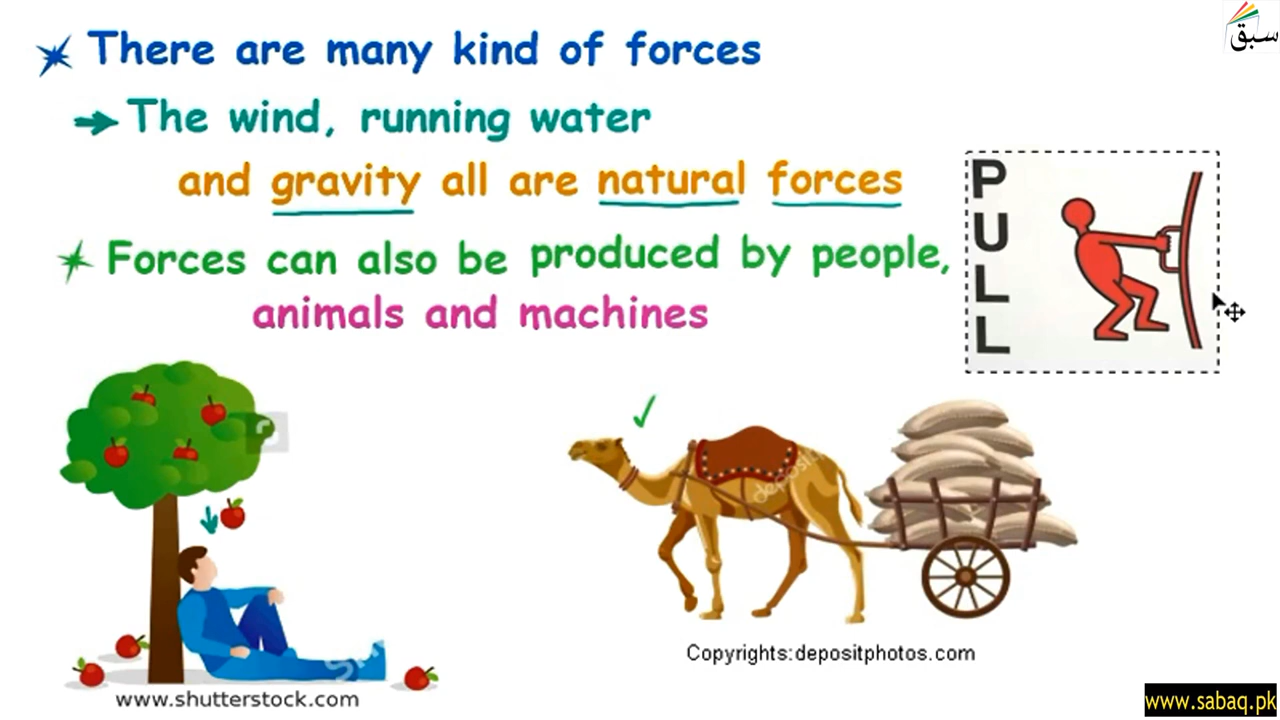 There are many kind of forces
The wind, running water
and gravity all are natural forces
Forces can also be produced by people,
animals and machines
PULL
سبق
Copyrights:depositphotos.com
www.shutterstock.com
www.sabaq.pk